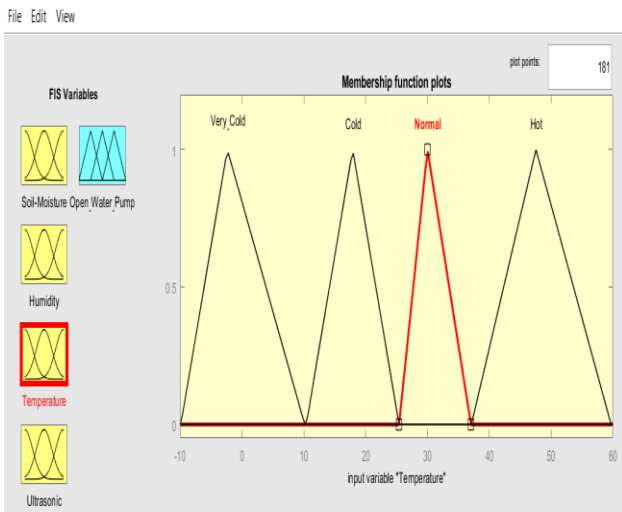 File Edit View
plot points: 181
FIS Variables
Membership function plots
Very_Cold Cold Normal Hot
1
0.5
0
-10 0 10 20 30 40 50 60
input variable "Temperature"
Soil-Moisture Open_Water_Pump
Humidity
Temperature
Ultrasonic